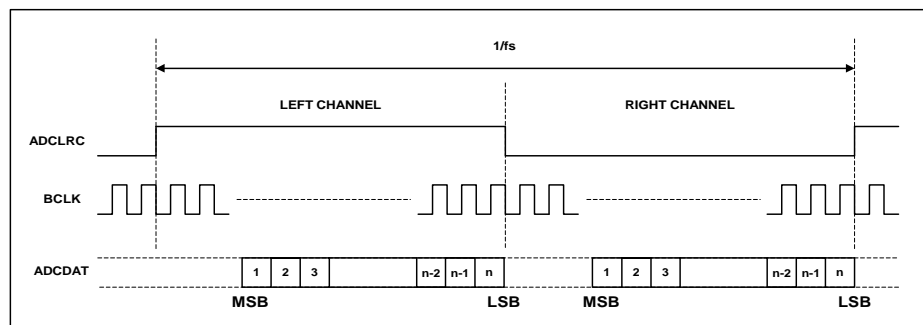 1/fs
LEFT CHANNEL RIGHT CHANNEL
ADCLRC
BCLK
ADCDAT 1 2 3 n-2 n-1 n 1 2 3 n-2 n-1 n
MSB LSB MSB LSB